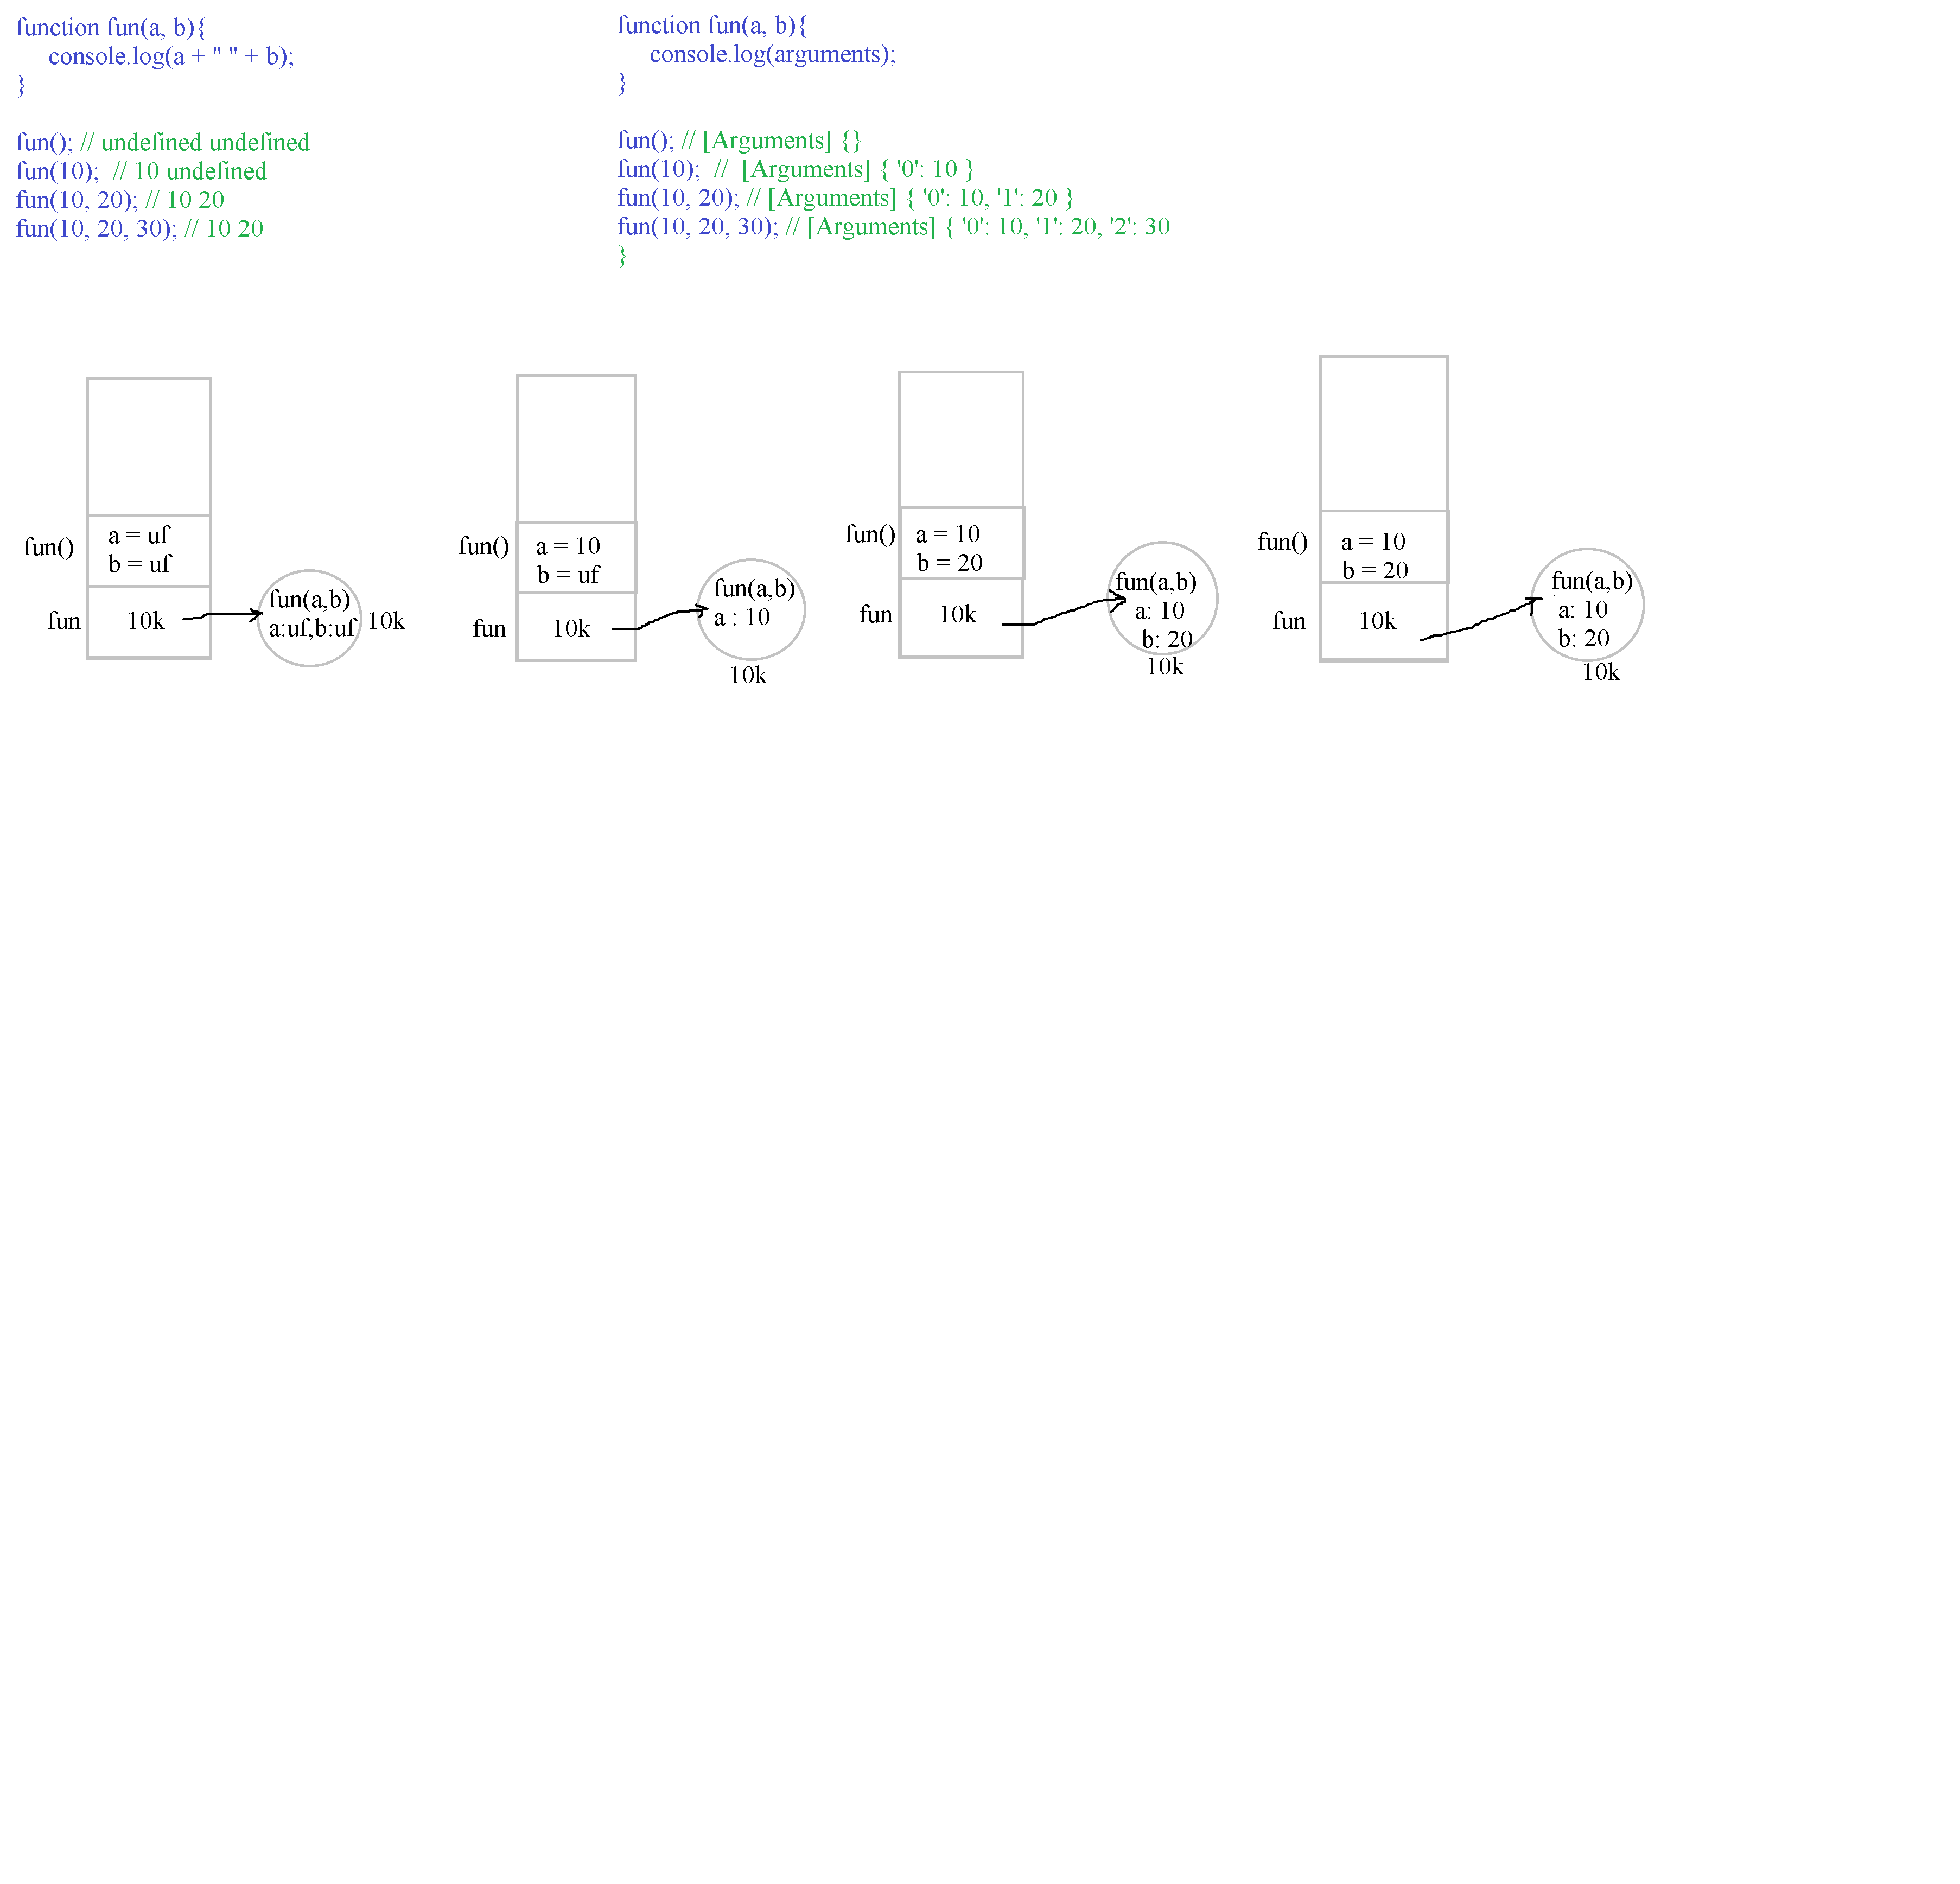 function fun(a, b){
console.log(a + " " + b);
}
fun(); // undefined undefined
fun(10);  // 10 undefined
fun(10, 20); // 10 20
fun(10, 20, 30); // 10 20
function fun(a, b){
console.log(arguments);
}
fun(); // [Arguments] {}
fun(10);  //  [Arguments] { '0': 10 }
fun(10, 20); // [Arguments] { '0': 10, '1': 20 }
fun(10, 20, 30); // [Arguments] { '0': 10, '1': 20, '2': 30
}
fun()
a = uf
b = uf
fun
10k
fun(a,b)
a:uf,b:uf
10k
fun()
a = 10
b = uf
fun
10k
fun(a,b)
a : 10
10k
fun()
a = 10
b = 20
fun
10k
fun(a,b)
a: 10
b: 20
10k
fun()
a = 10
b = 20
fun
10k
fun(a,b)
a: 10
b: 20
10k